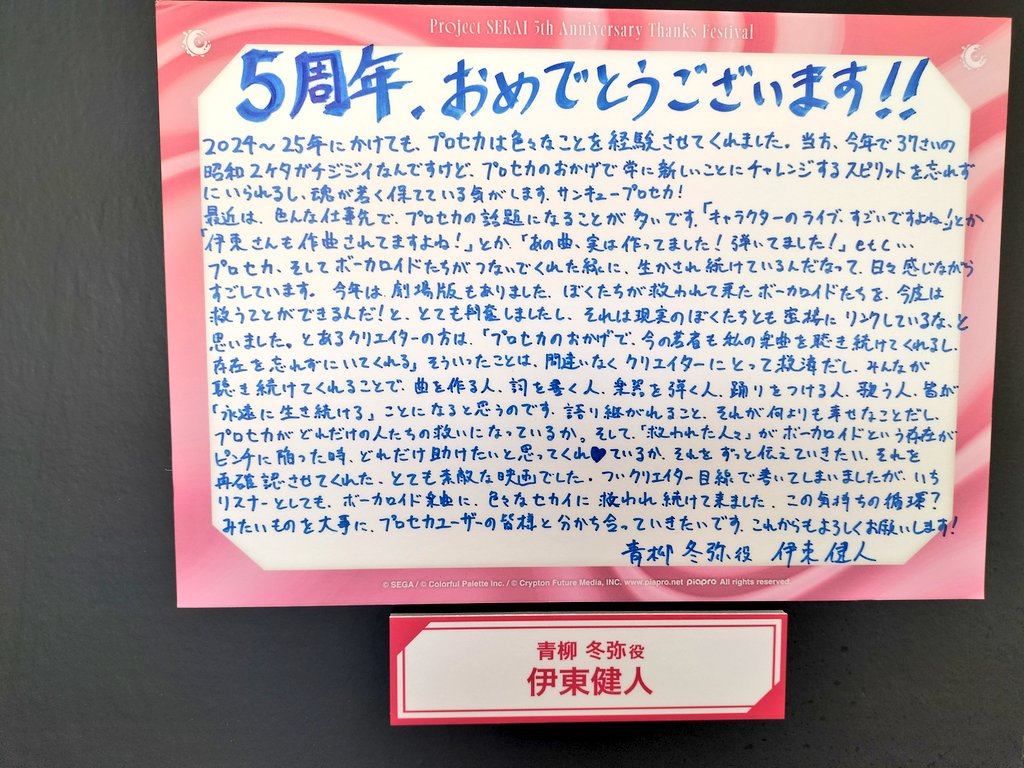 Project SEKAI 5th Anniversary Thanks Festival
5周年、おめでとうございます!!
2024〜25年にかけても、プロセカは色々なことを経験させてくれました。当方、今年で37さいの
昭和2ケタガチジジイなんですけど、プロセカのおかげで常に新しいことにチャレンジするスピリットを忘れず
にいられるし、魂が若く保てている気がします。サンキュープロセカ!
最近は、色んな仕事先で、プロセカの話題になることが多いです。「キャラクターのライブ、すごいですよね!」とか
「伊東さんも作曲されてますよね!」とか、「あの曲、実は作ってました!弾いてました!」etc…
プロセカ、そしてボーカロイドたちがつないでくれた縁に、生かされ続けているんだなって、日々感じながら
すごしています。今年は、劇場版もありました。ぼくたちが救われて来たボーカロイドたちを、今度は
救うことができるんだ!と、とても興奮しましたし、それは現実のぼくたちとも密接にリンクしているな、と
思いました。とあるクリエイターの方は、「プロセカのおかげで、今の若者も私の楽曲を聴き続けてくれるし、
存在を忘れずにいてくれる」そういったことは、間違いなくクリエイターにとって救済だし、みんなが
聴き続けてくれることで、曲を作る人、詞を書く人、楽器を弾く人、踊りをつける人、歌う人、皆が
「永遠に生き続ける」ことになると思うのです。語り継がれること、それが何よりも幸せなことだし、
プロセカがどれだけの人たちの救いになっているか。そして、「救われた人々」がボーカロイドという存在が
ピンチに陥った時、どれだけ助けたいと思ってくれ♥ているか、それをずっと伝えていきたい。それを
再確認させてくれた、とても素敵な映画でした。ついクリエイター目線で書いてしまいましたが、いち
リスナーとしても、ボーカロイド楽曲に、色々なセカイに救われ続けて来ました。この気持ちの循環?
みたいなものを大事に、プロセカユーザーの皆様と分かち合っていきたいです。これからもよろしくお願いします!
青柳 冬弥役 伊東健人
© SEGA / © Colorful Palette Inc. / © Crypton Future Media, INC. www.piapro.net piapro All rights reserved.
青柳 冬弥役
伊東健人